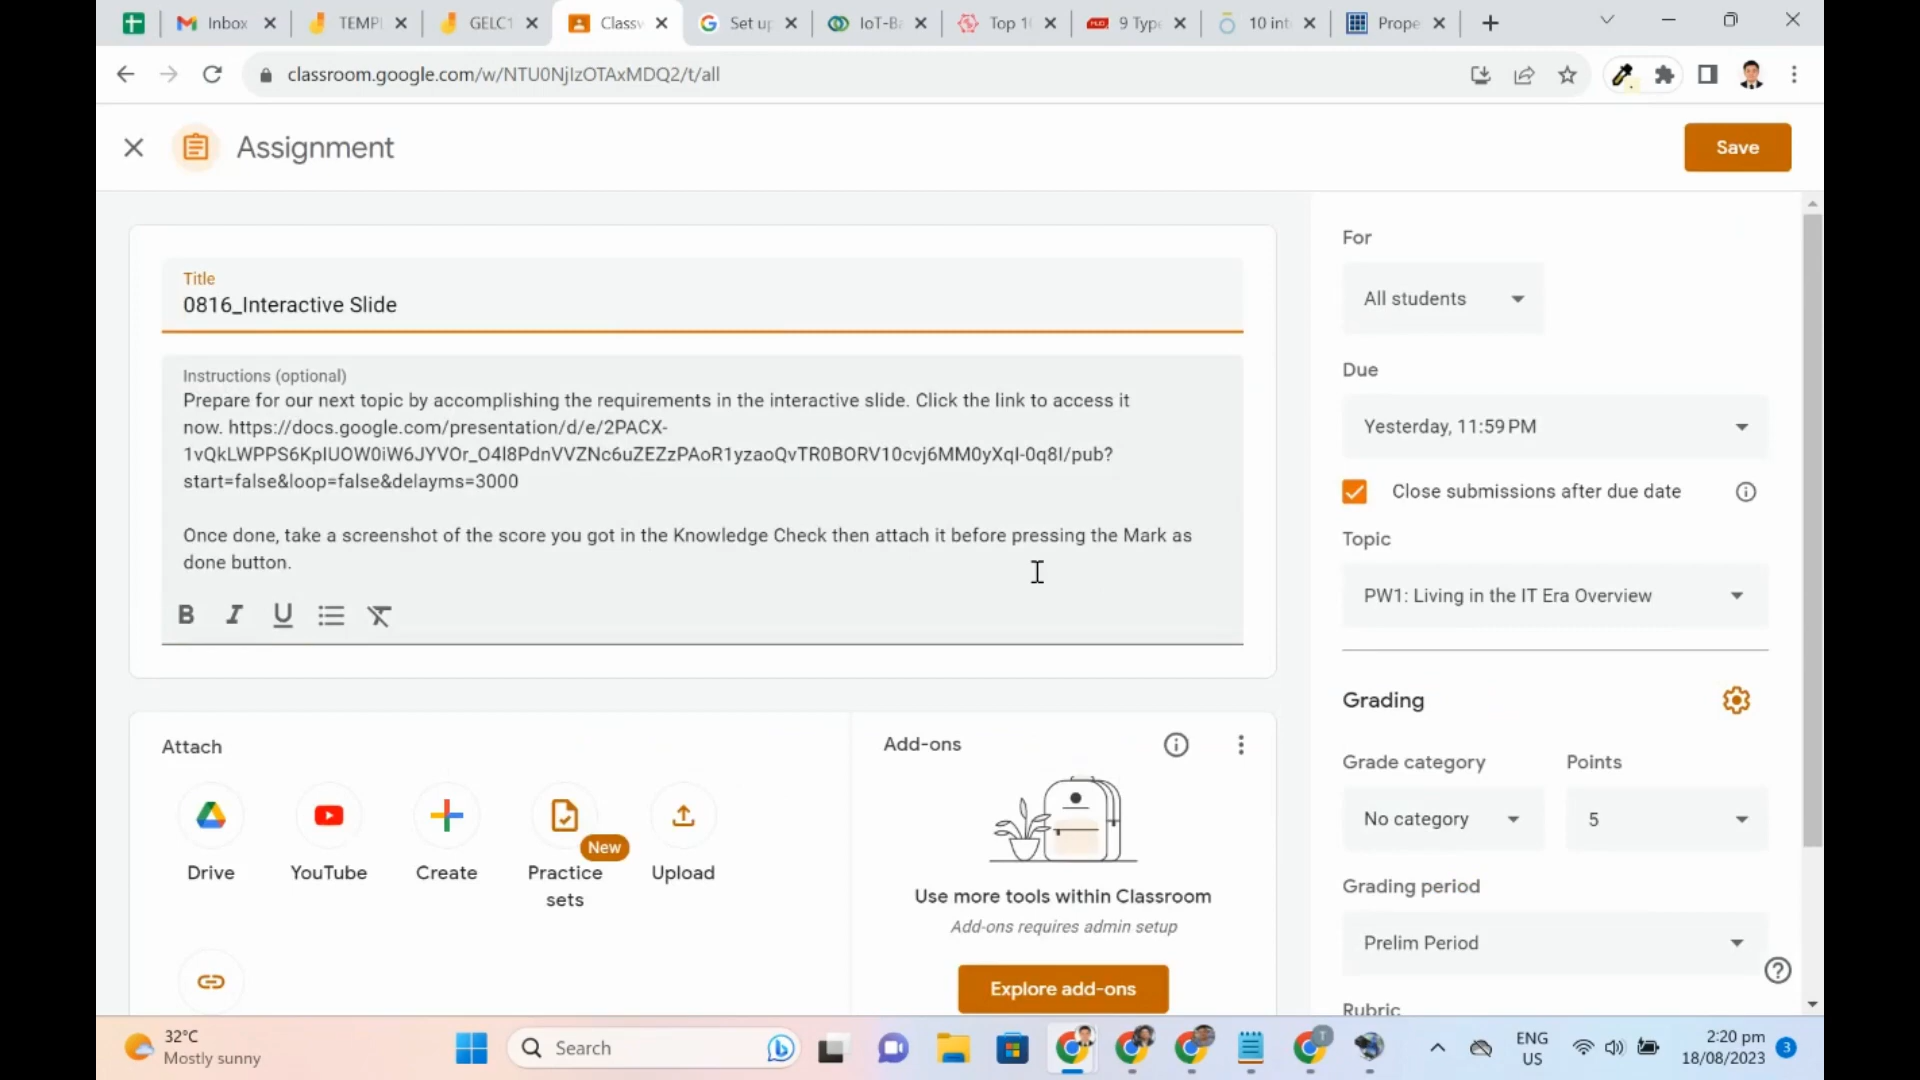 Inbox
TEMP
GELC1
Classw
Set up
IoT-Ba
Top 1
9 Type
10 int
Prope
classroom.google.com/w/NTU0NjIzOTAxMDQ2/t/all
Assignment
Save
Title
0816_Interactive Slide
Instructions (optional)
Prepare for our next topic by accomplishing the requirements in the interactive slide. Click the link to access it
now. https://docs.google.com/presentation/d/e/2PACX-
1vQkLWPPS6KpIUOW0iW6JYVOr_O4l8PdnVVZNc6uZEZzPAoR1yzaoQvTR0BORV10cvj6MM0yXqI-0q8I/pub?
start=false&loop=false&delayms=3000
Once done, take a screenshot of the score you got in the Knowledge Check then attach it before pressing the Mark as
done button.
B I U
For
All students
Due
Yesterday, 11:59 PM
Close submissions after due date
Topic
PW1: Living in the IT Era Overview
Grading
Grade category
Points
No category
5
Grading period
Prelim Period
Rubric
Attach
Drive
YouTube
Create
New
Practice
sets
Upload
Add-ons
Use more tools within Classroom
Add-ons requires admin setup
Explore add-ons
32°C
Mostly sunny
Search
ENG
US
2:20 pm
18/08/2023
3